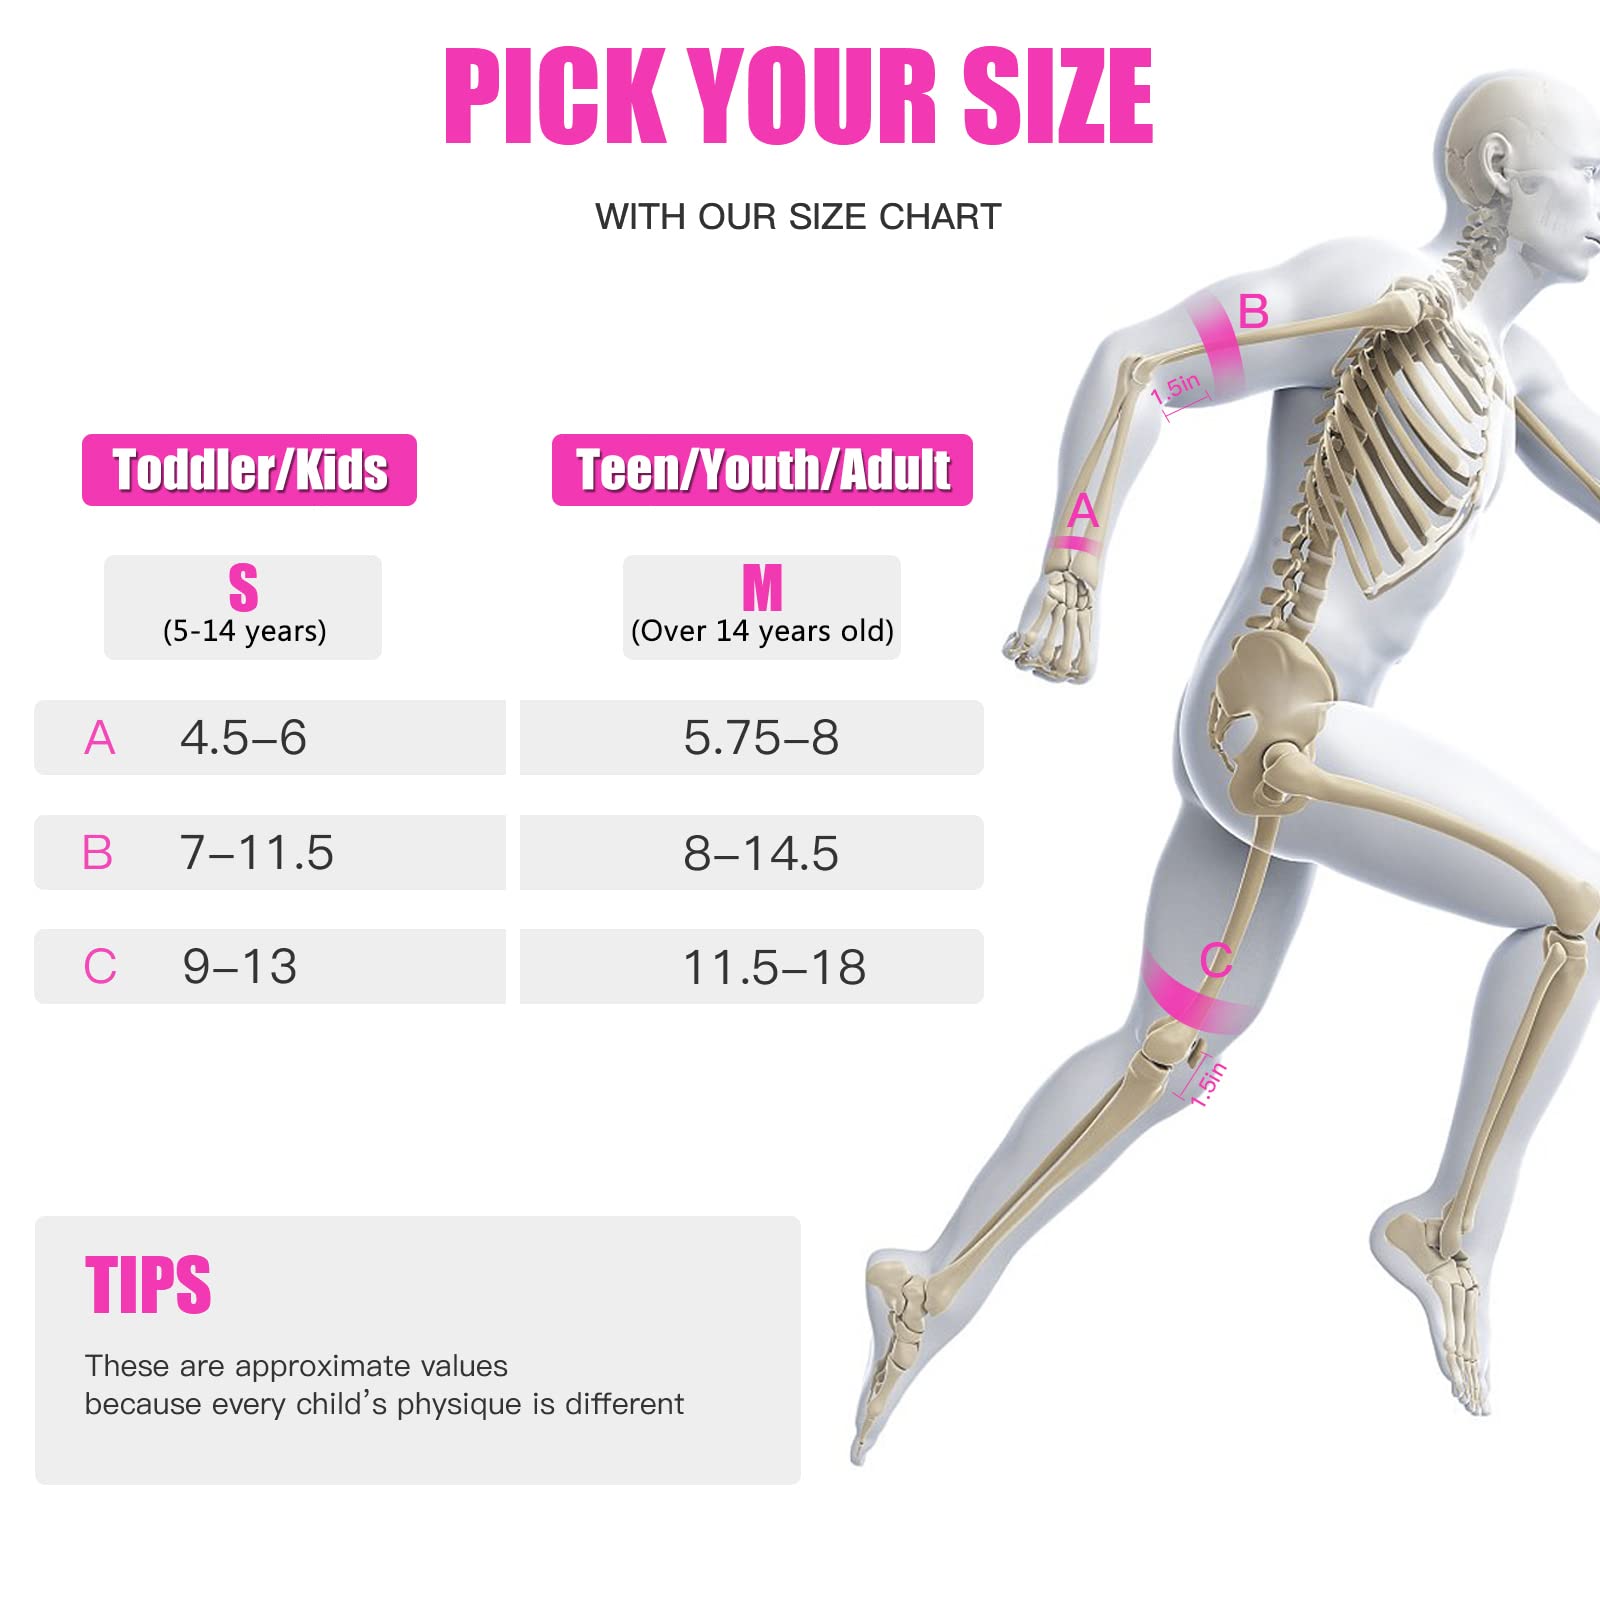 PICK YOUR SIZE
WITH OUR SIZE CHART
B
1.5in
A
Toddler/Kids
Teen/Youth/Adult
S
(5-14 years)
M
(Over 14 years old)
A 4.5–6 5.75–8
B 7–11.5 8–14.5
C 9–13 11.5–18
C
1.5in
TIPS
These are approximate values
because every child’s physique is different